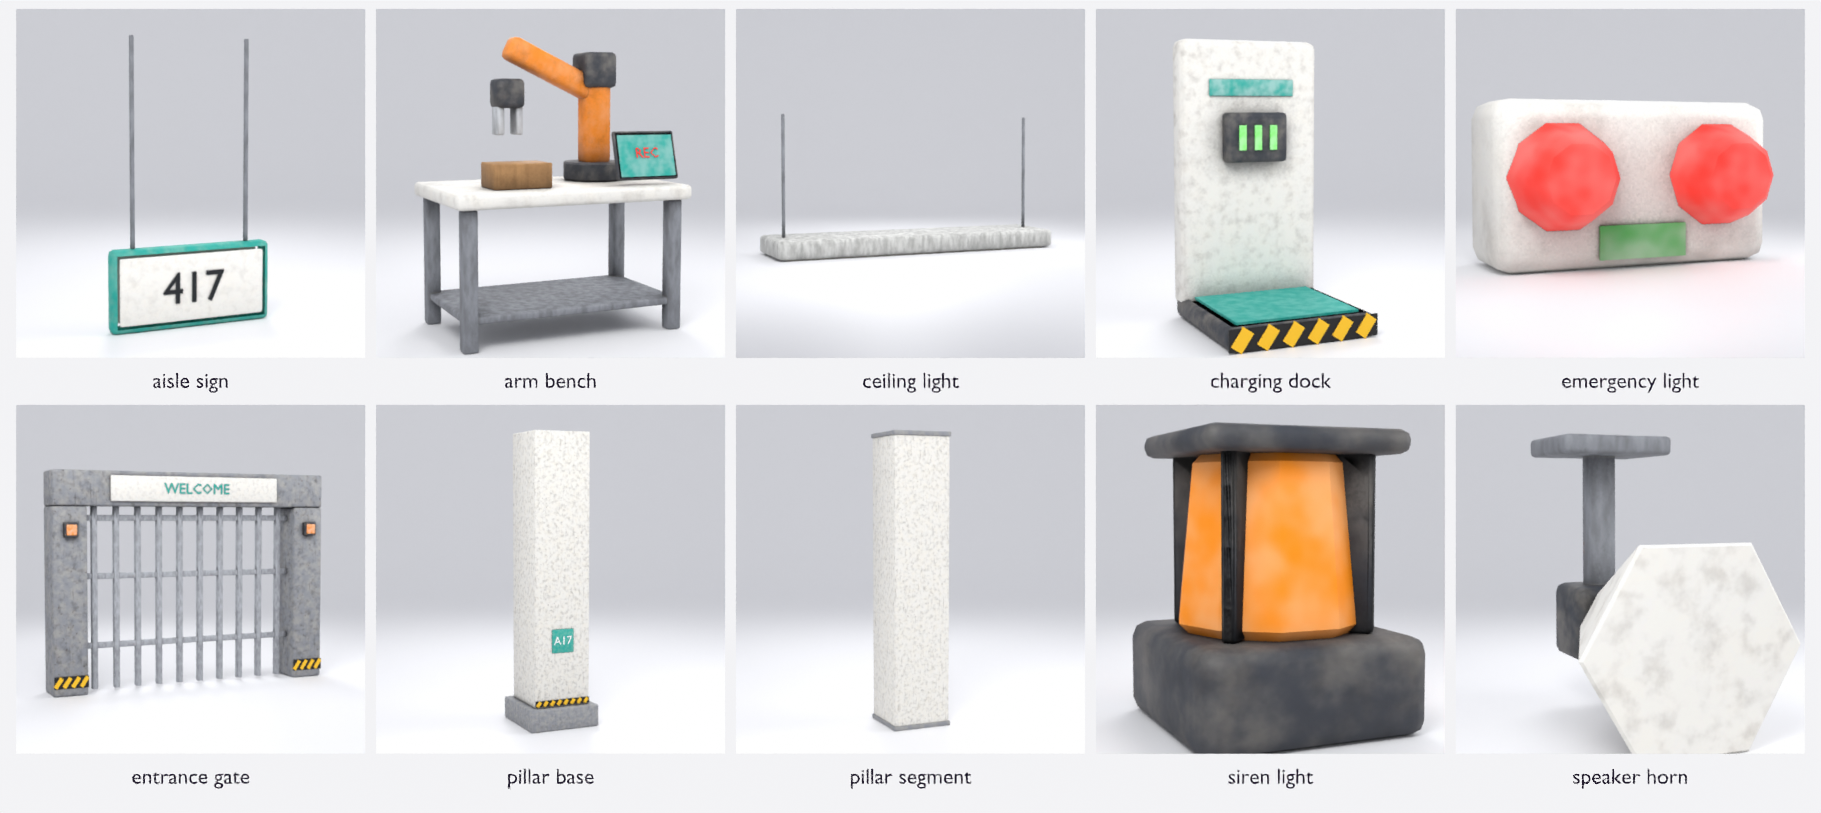 417
REC
aisle sign
arm bench
ceiling light
charging dock
emergency light
WELCOME
A17
entrance gate
pillar base
pillar segment
siren light
speaker horn